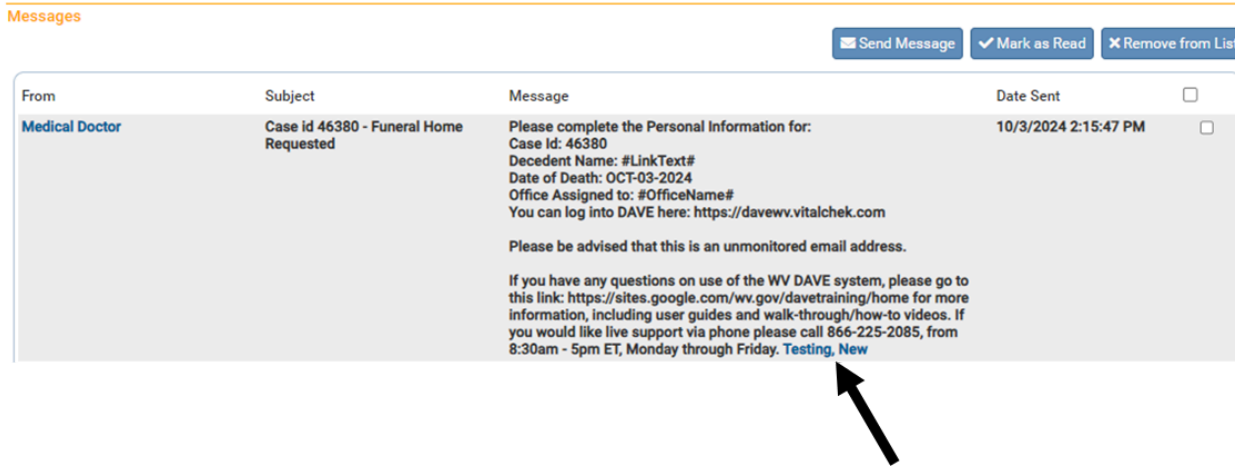 Messages
Send Message Mark as Read Remove from List
From Subject Message Date Sent
Medical Doctor
Case id 46380 - Funeral Home
Requested
Please complete the Personal Information for:
Case Id: 46380
Decedent Name: #LinkText#
Date of Death: OCT-03-2024
Office Assigned to: #OfficeName#
You can log into DAVE here: https://davewv.vitalchek.com
Please be advised that this is an unmonitored email address.
If you have any questions on use of the WV DAVE system, please go to
this link: https://sites.google.com/wv.gov/davetraining/home for more
information, including user guides and walk-through/how-to videos. If
you would like live support via phone please call 866-225-2085, from
8:30am - 5pm ET, Monday through Friday. Testing, New
10/3/2024 2:15:47 PM